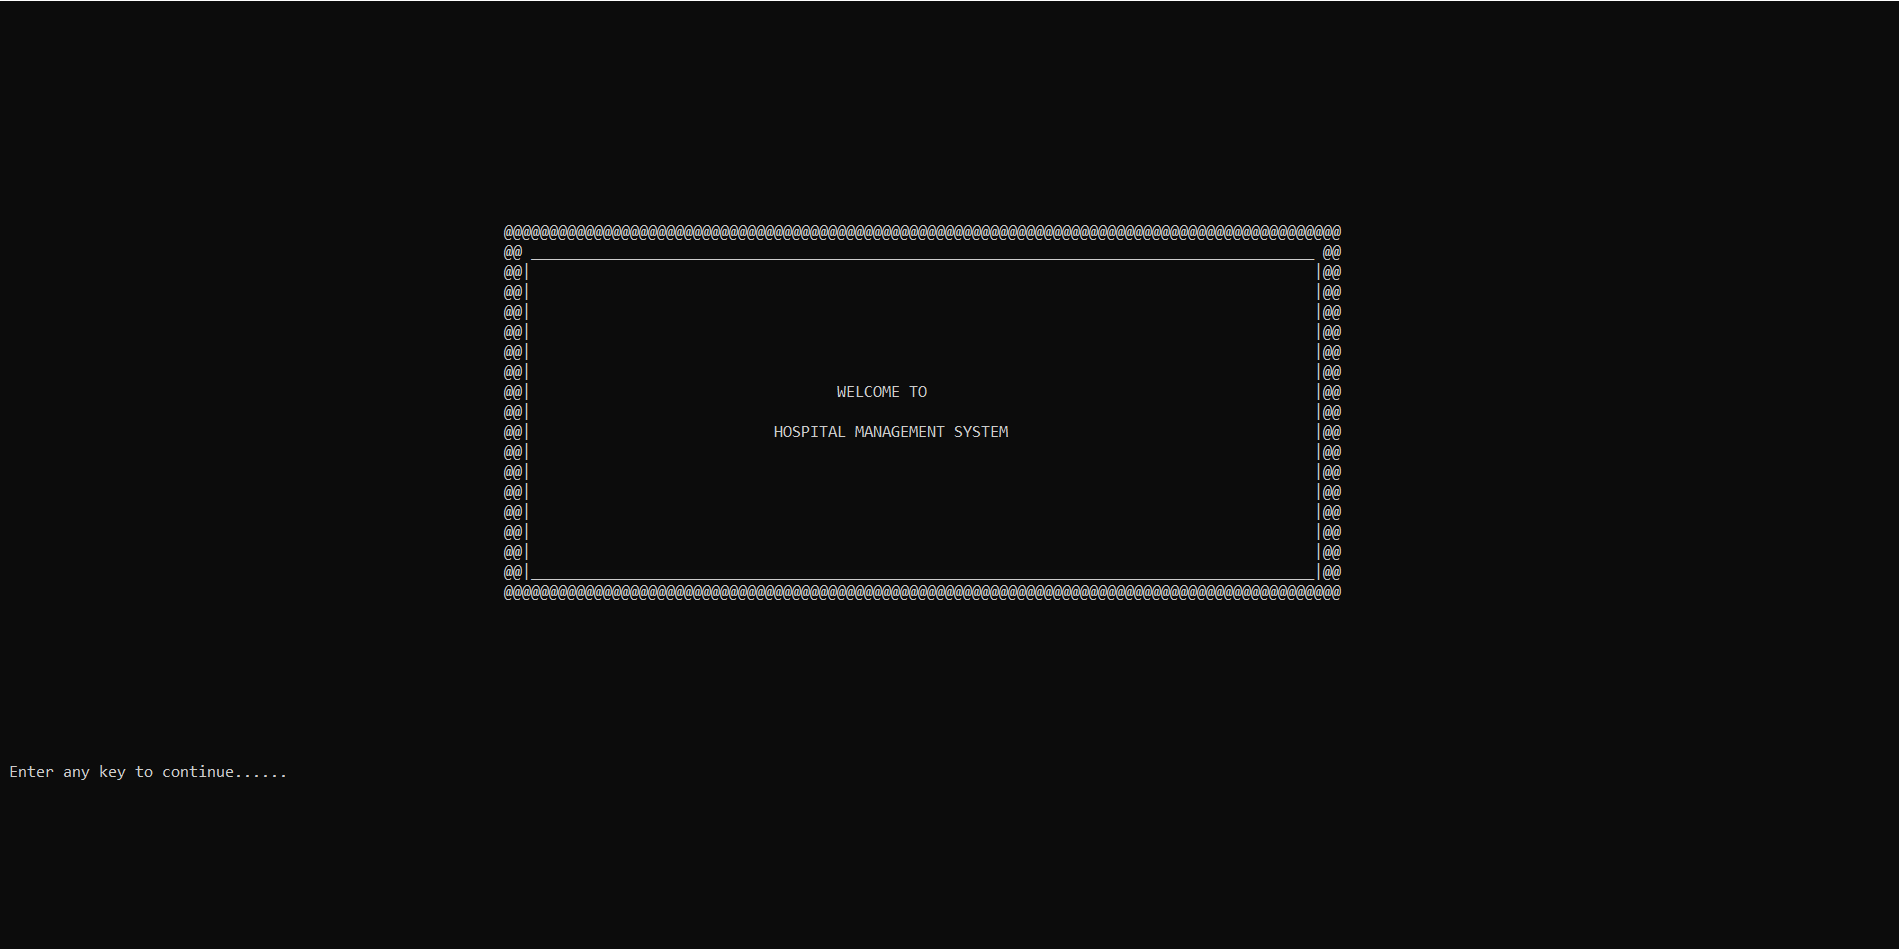 WELCOME TO
HOSPITAL MANAGEMENT SYSTEM
Enter any key to continue......